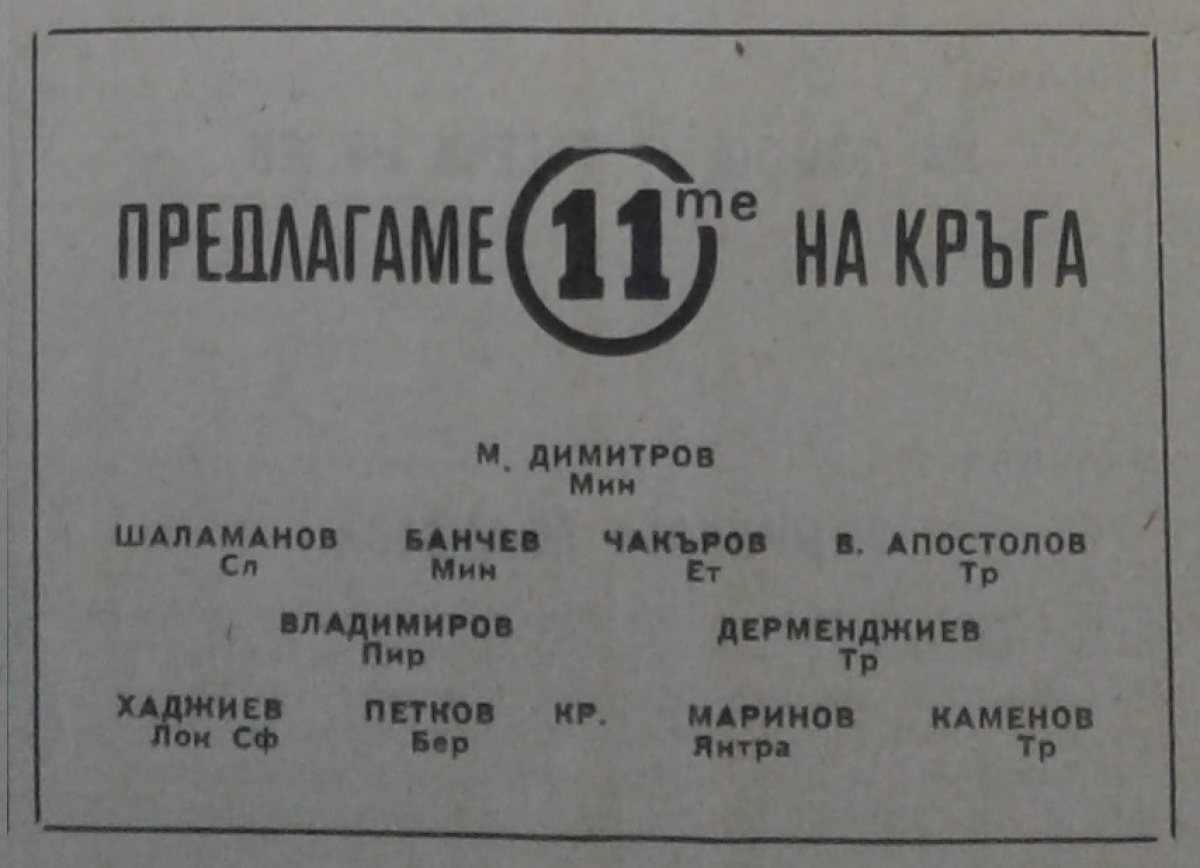 ПРЕДЛАГАМЕ 11те НА КРЪГА
М. ДИМИТРОВ
Мин
ШАЛАМАНОВ БАНЧЕВ ЧАКЪРОВ В. АПОСТОЛОВ
Сл Мин Ет Тр
ВЛАДИМИРОВ ДЕРМЕНДЖИЕВ
Пир Тр
ХАДЖИЕВ ПЕТКОВ КР. МАРИНОВ КАМЕНОВ
Лок Сф Бер Янтра Тр